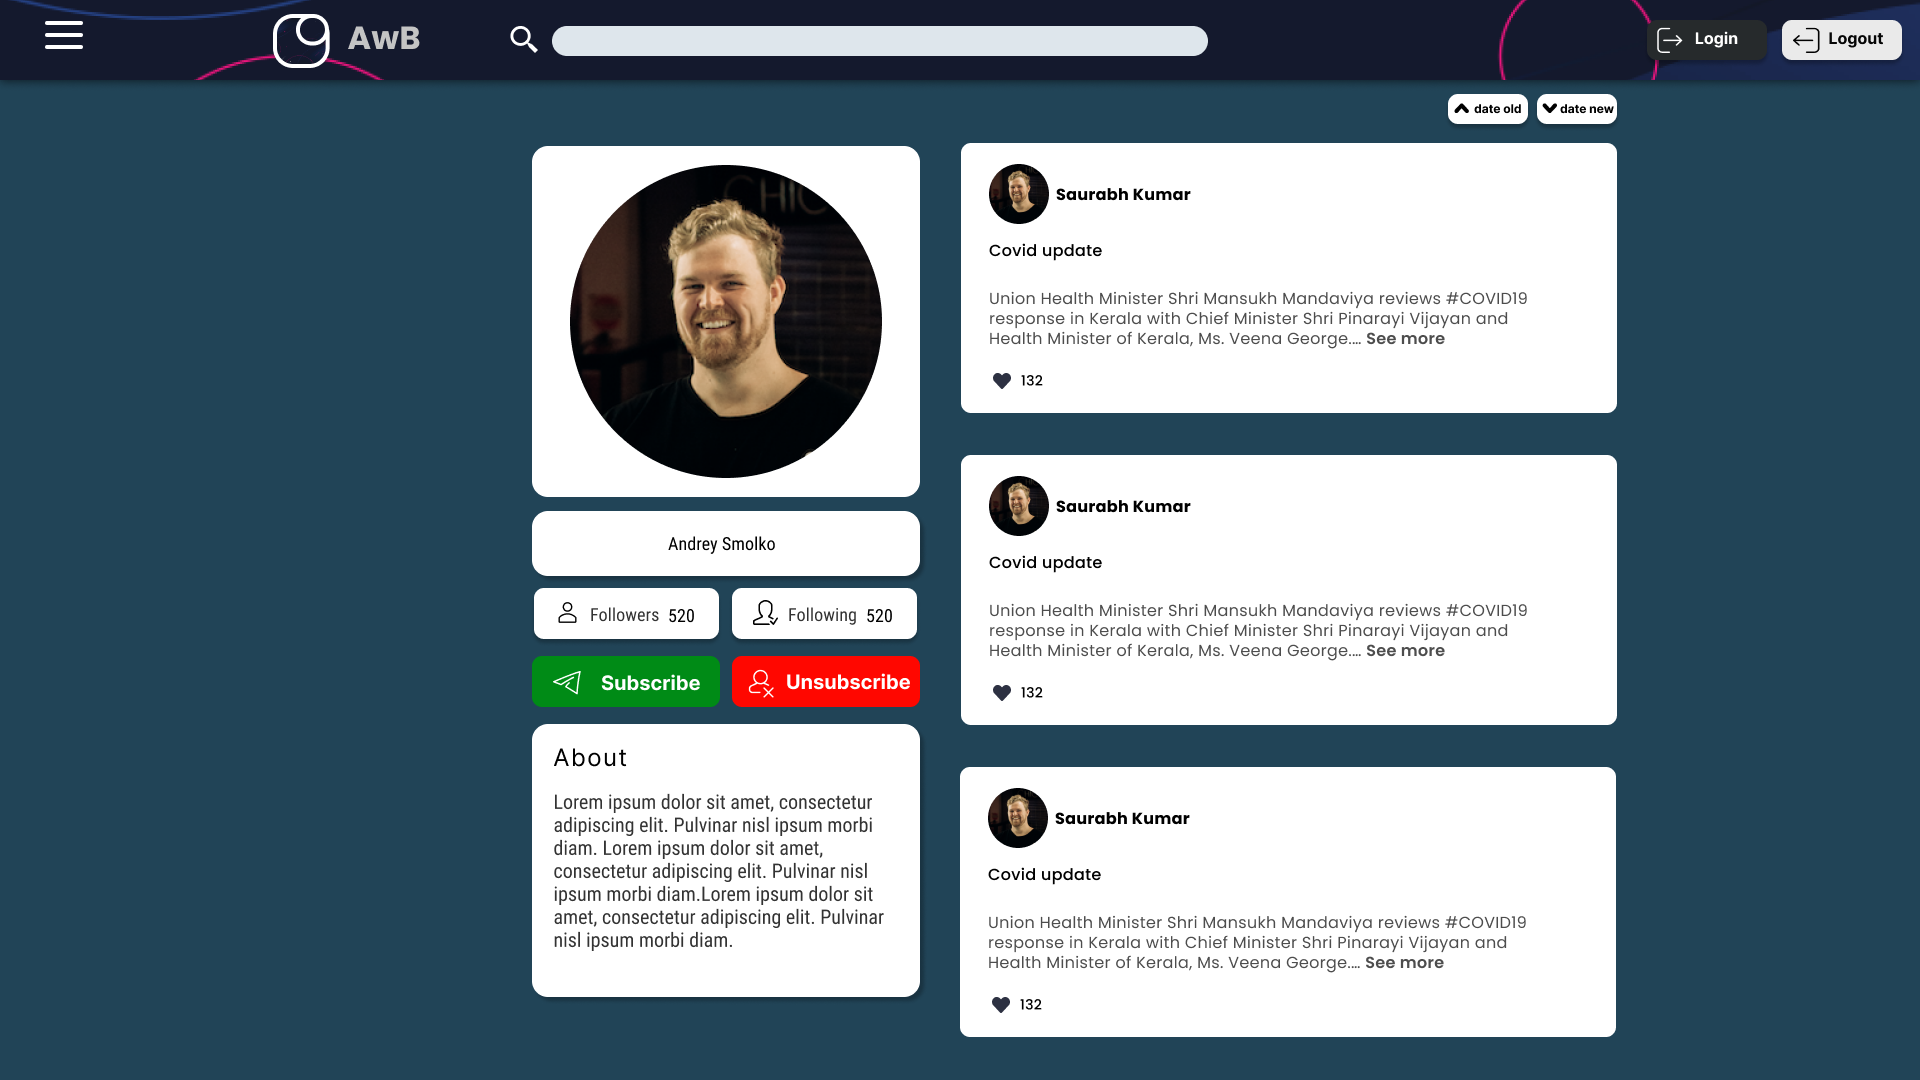 AwB
Login
Logout
date old
date new
CHIC
Andrey Smolko
Followers 520
Following 520
Subscribe
Unsubscribe
About
Lorem ipsum dolor sit amet, consectetur
adipiscing elit. Pulvinar nisl ipsum morbi
diam. Lorem ipsum dolor sit amet,
consectetur adipiscing elit. Pulvinar nisl
ipsum morbi diam.Lorem ipsum dolor sit
amet, consectetur adipiscing elit. Pulvinar
nisl ipsum morbi diam.
Saurabh Kumar
Covid update
Union Health Minister Shri Mansukh Mandaviya reviews #COVID19
response in Kerala with Chief Minister Shri Pinarayi Vijayan and
Health Minister of Kerala, Ms. Veena George.... See more
132
Saurabh Kumar
Covid update
Union Health Minister Shri Mansukh Mandaviya reviews #COVID19
response in Kerala with Chief Minister Shri Pinarayi Vijayan and
Health Minister of Kerala, Ms. Veena George.... See more
132
Saurabh Kumar
Covid update
Union Health Minister Shri Mansukh Mandaviya reviews #COVID19
response in Kerala with Chief Minister Shri Pinarayi Vijayan and
Health Minister of Kerala, Ms. Veena George.... See more
132